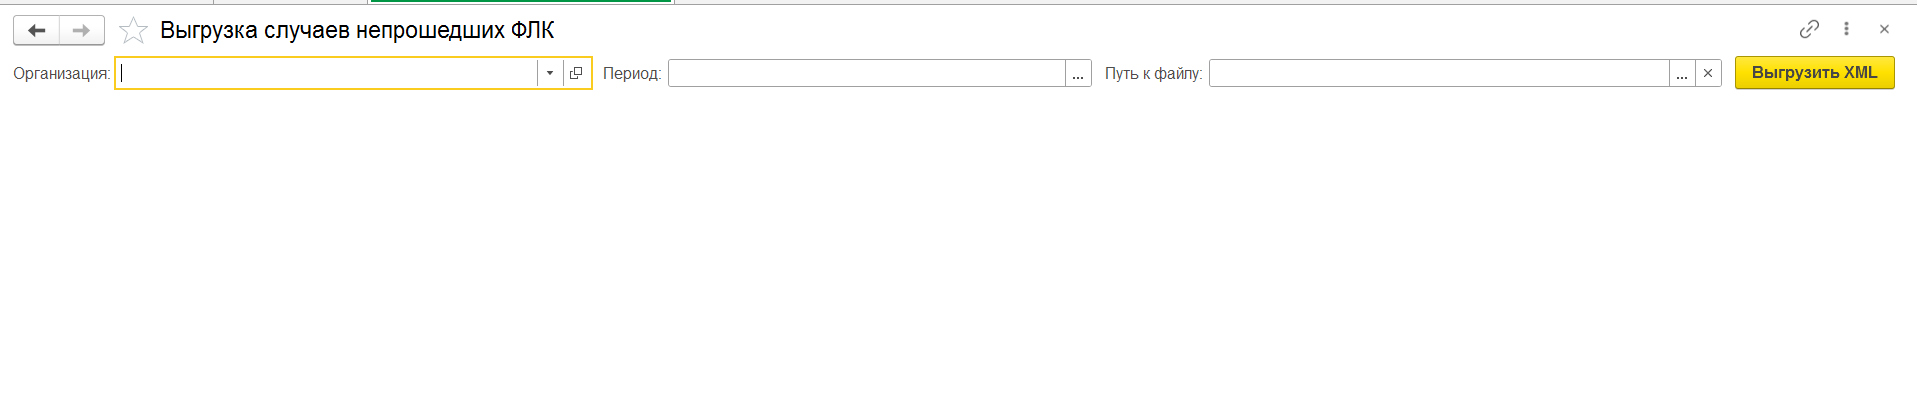 Выгрузка случаев непрошедших ФЛК
Организация: Период: ... Путь к файлу: ... Выгрузить XML